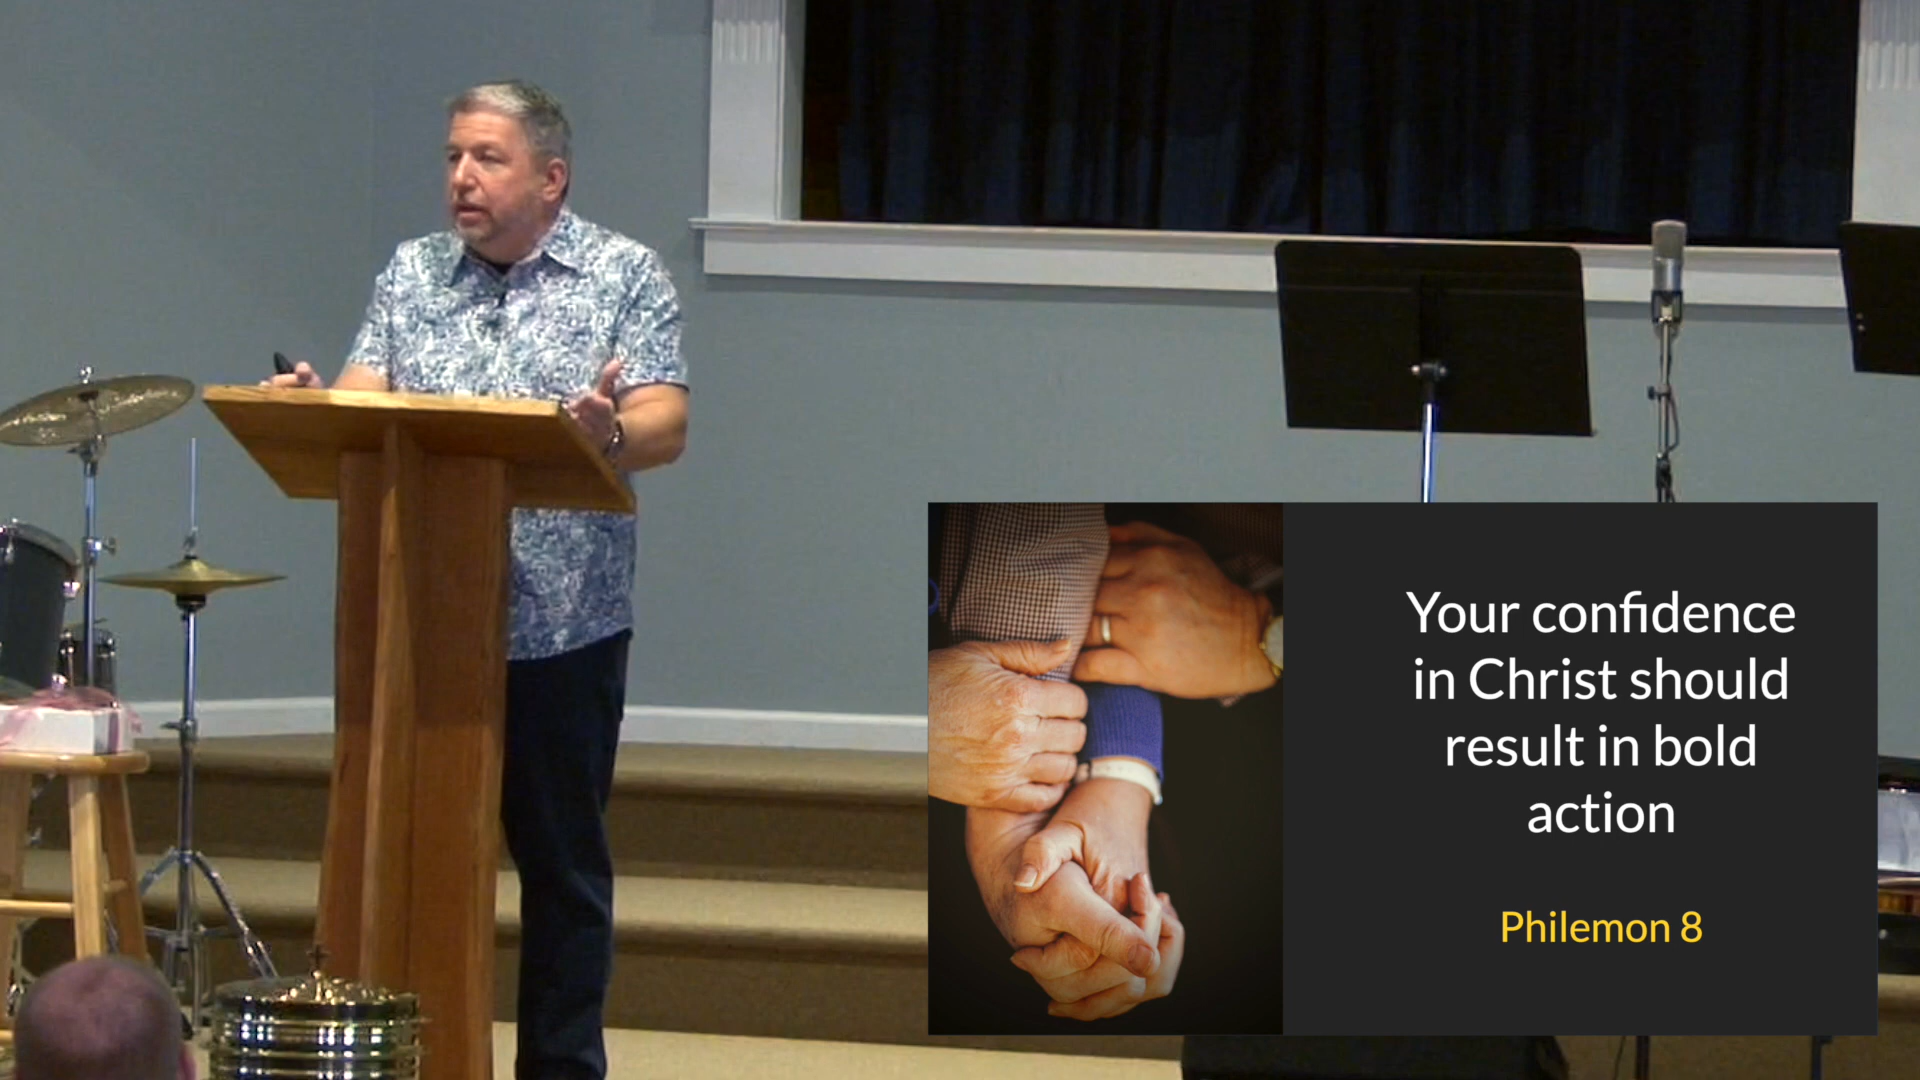 Your confidence
in Christ should
result in bold
action
Philemon 8